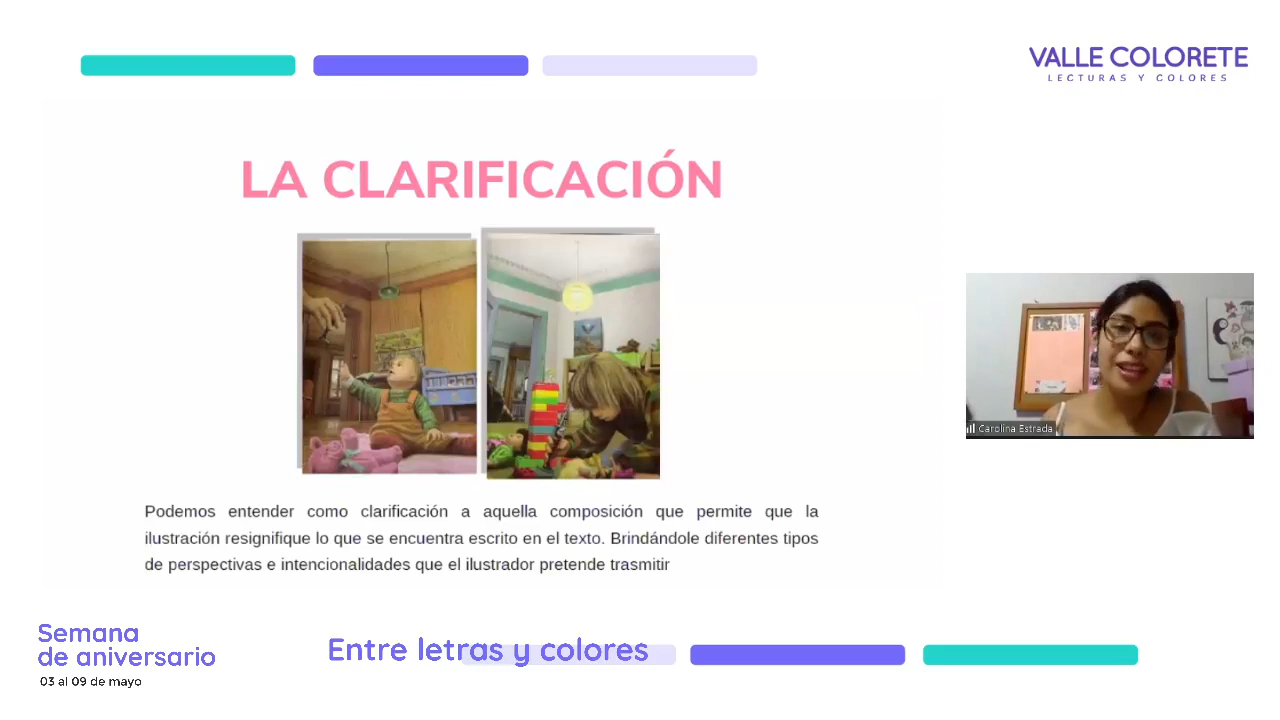 VALLE COLORETE
LECTURAS Y COLORES
LA CLARIFICACIÓN
Podemos entender como clarificación a aquella composición que permite que la
ilustración resignifique lo que se encuentra escrito en el texto. Brindándole diferentes tipos
de perspectivas e intencionalidades que el ilustrador pretende trasmitir
Carolina Estrada
Semana
de aniversario
03 al 09 de mayo
Entre letras y colores